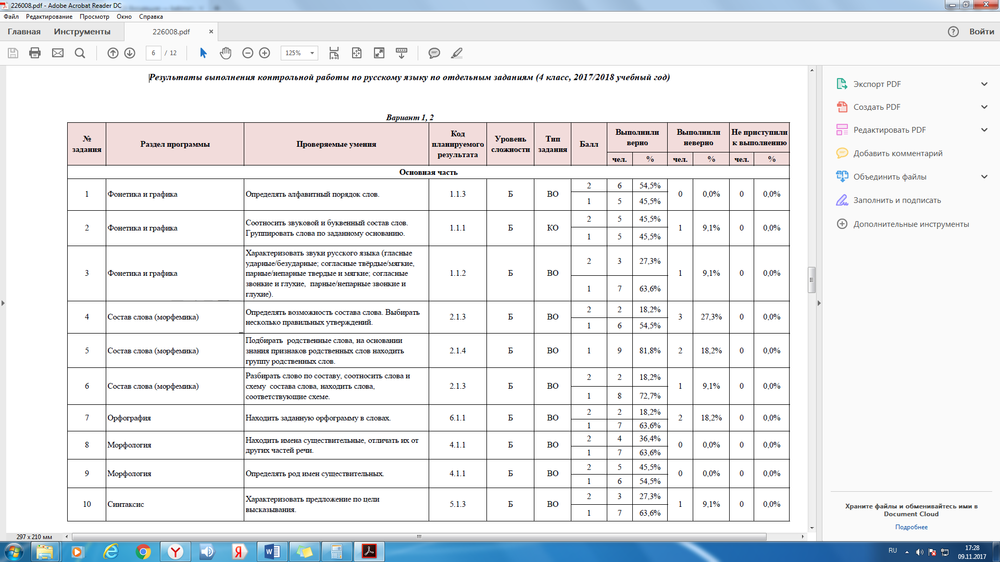 226008.pdf - Adobe Acrobat Reader DC
Файл Редактирование Просмотр Окно Справка
Главная Инструменты 226008.pdf × Войти
6 / 12 125%
Результаты выполнения контрольной работы по русскому языку по отдельным заданиям (4 класс, 2017/2018 учебный год)
Вариант 1, 2
№ задания Раздел программы Проверяемые умения Код планируемого результата Уровень сложности Тип задания Балл Выполнили верно Выполнили неверно Не приступили к выполнению
чел. % чел. % чел. %
Основная часть
1 Фонетика и графика Определять алфавитный порядок слов. 1.1.3 Б ВО 2 6 54,5% 0 0,0% 0 0,0%
1 5 45,5%
2 Фонетика и графика Соотносить звуковой и буквенный состав слов. 1.1.1 Б КО 2 5 45,5% 1 9,1% 0 0,0%
Группировать слова по заданному основанию. 1 5 45,5%
3 Фонетика и графика Характеризовать звуки русского языка (гласные 1.1.2 Б ВО 2 3 27,3% 1 9,1% 0 0,0%
ударные/безударные; согласные твёрдые/мягкие,
парные/непарные твердые и мягкие; согласные
звонкие и глухие, парные/непарные звонкие и 1 7 63,6%
глухие).
4 Состав слова (морфемика) Определять возможность состава слова. Выбирать 2.1.3 Б ВО 2 2 18,2% 3 27,3% 0 0,0%
несколько правильных утверждений. 1 6 54,5%
5 Состав слова (морфемика) Подбирать родственные слова, на основании 2.1.4 Б ВО 1 9 81,8% 2 18,2% 0 0,0%
знания признаков родственных слов находить
группу родственных слов.
6 Состав слова (морфемика) Разбирать слово по составу, соотносить слова и 2.1.3 Б ВО 2 2 18,2% 1 9,1% 0 0,0%
схему состава слова, находить слова,
соответствующие схеме. 1 8 72,7%
7 Орфография Находить заданную орфограмму в словах. 6.1.1 Б ВО 2 2 18,2% 2 18,2% 0 0,0%
1 7 63,6%
8 Морфология Находить имена существительные, отличать их от 4.1.1 Б ВО 2 4 36,4% 0 0,0% 0 0,0%
других частей речи. 1 7 63,6%
9 Морфология Определять род имен существительных. 4.1.1 Б ВО 2 5 45,5% 0 0,0% 0 0,0%
1 6 54,5%
10 Синтаксис Характеризовать предложение по цели 5.1.3 Б ВО 2 3 27,3% 1 9,1% 0 0,0%
высказывания. 1 7 63,6%
297 x 210 мм
Экспорт PDF
Создать PDF
Редактировать PDF
Добавить комментарий
Объединить файлы
Заполнить и подписать
Дополнительные инструменты
Храните файлы и обменивайтесь ими в
Document Cloud
Подробнее
RU 17:28
09.11.2017